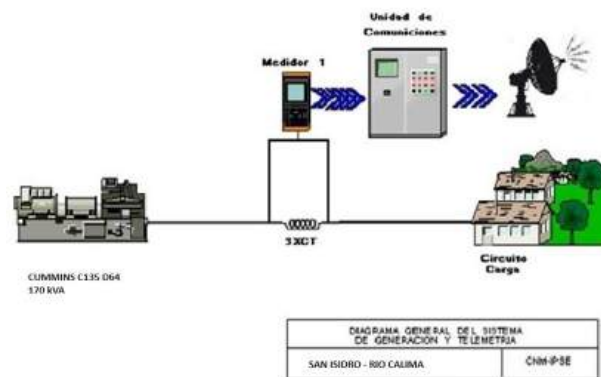 Unidad de
Comuniciones
Medidor 1
3XCT
Circuito
Carga
CUMMINS C135 D64
170 kVA
DIAGRAMA GENERAL DEL SISTEMA
DE GENERACION Y TELEMETRIA
SAN ISIDRO - RIO CALIMA
CNM-IPSE